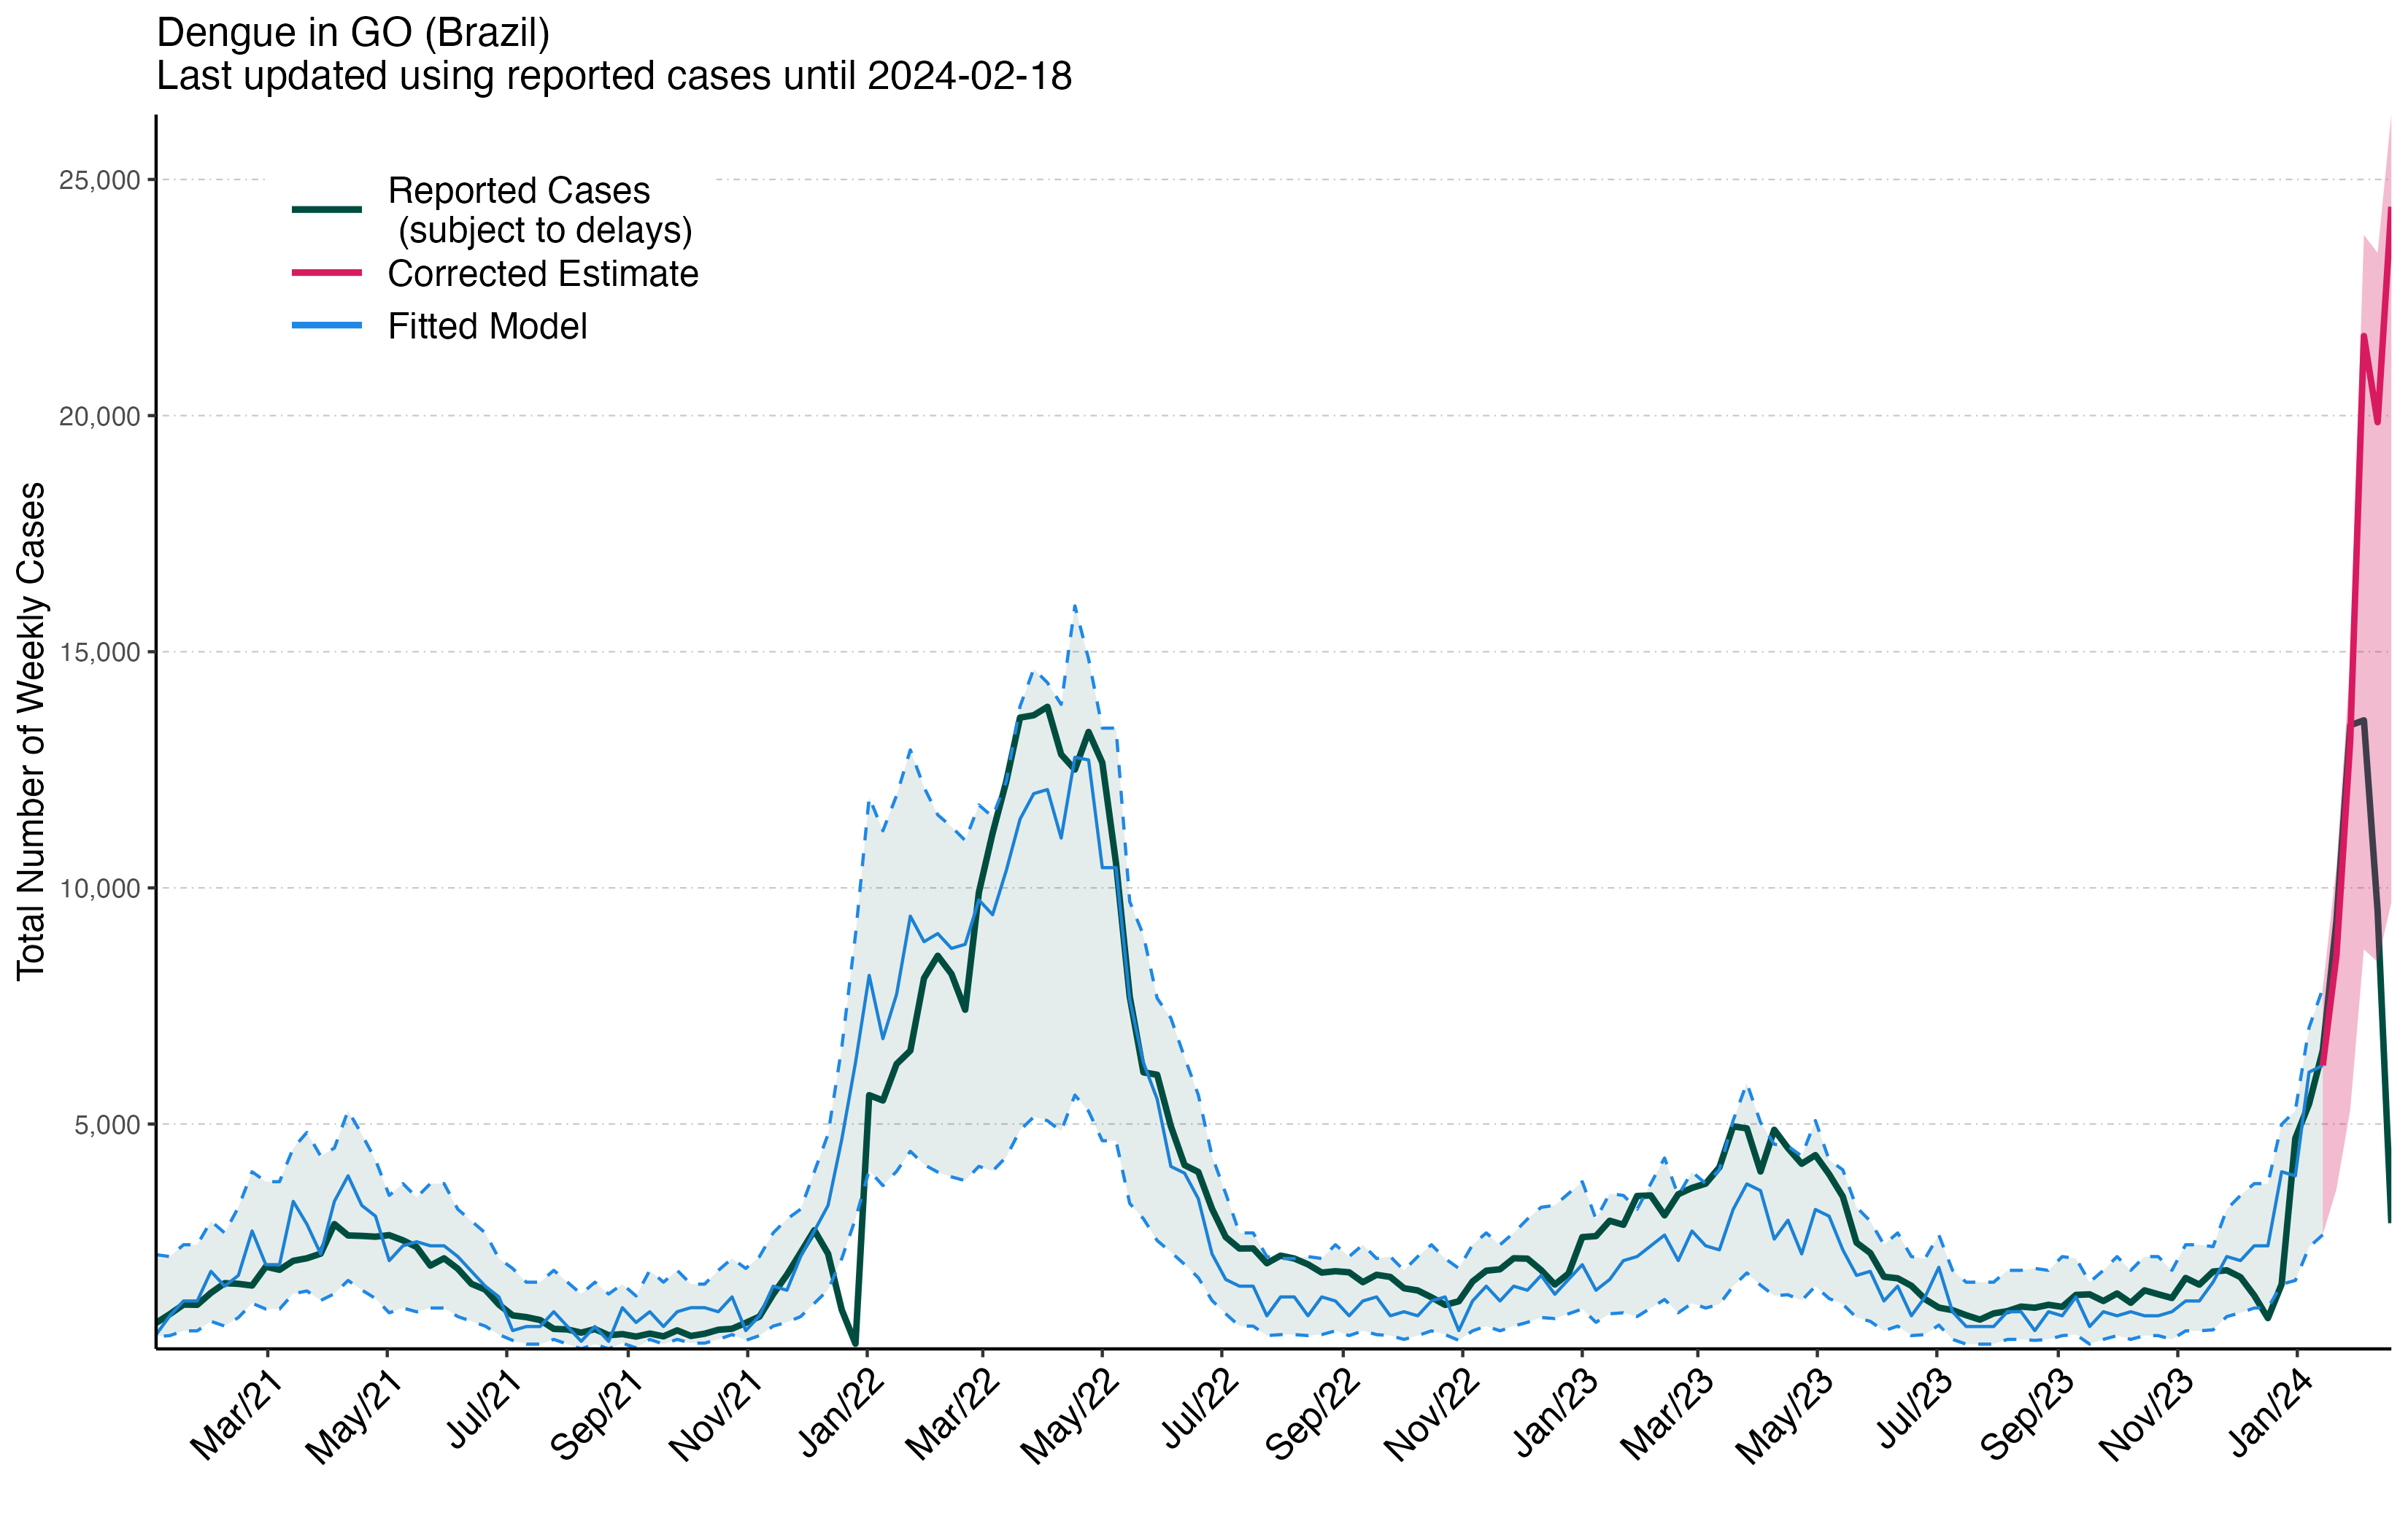 Dengue in GO (Brazil)
Last updated using reported cases until 2024-02-18
Total Number of Weekly Cases
25,000
20,000
15,000
10,000
5,000
Reported Cases
(subject to delays)
Corrected Estimate
Fitted Model
Mar/21
May/21
Jul/21
Sep/21
Nov/21
Jan/22
Mar/22
May/22
Jul/22
Sep/22
Nov/22
Jan/23
Mar/23
May/23
Jul/23
Sep/23
Nov/23
Jan/24